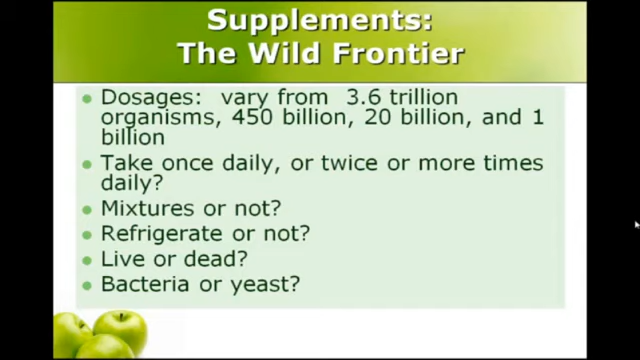 Supplements:
The Wild Frontier
Dosages: vary from 3.6 trillion
organisms, 450 billion, 20 billion, and 1
billion
Take once daily, or twice or more times
daily?
Mixtures or not?
Refrigerate or not?
Live or dead?
Bacteria or yeast?